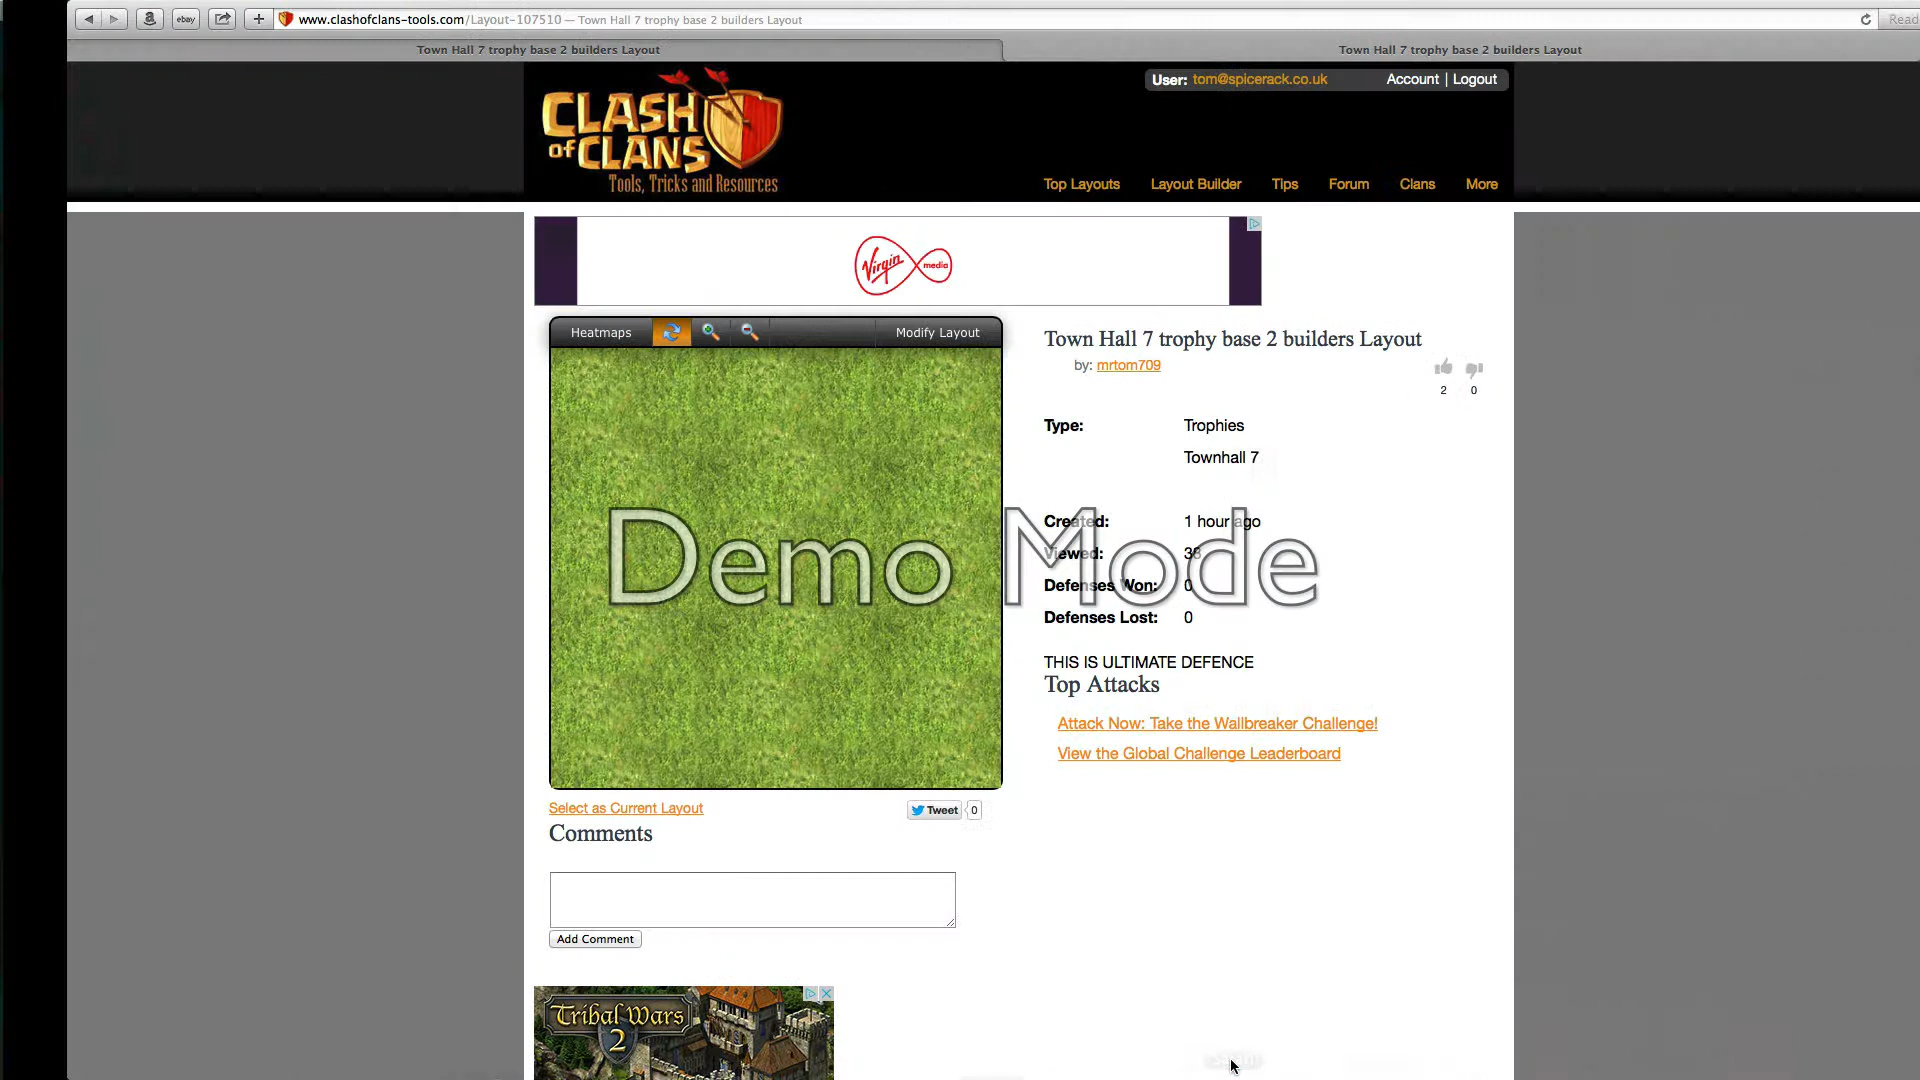 ebay
www.clashofclans-tools.com/Layout-107510 — Town Hall 7 trophy base 2 builders Layout
Read
Town Hall 7 trophy base 2 builders Layout
Town Hall 7 trophy base 2 builders Layout
User: tom@spicerack.co.uk
Account | Logout
CLASH
OF CLANS
Tools, Tricks and Resources
Top Layouts
Layout Builder
Tips
Forum
Clans
More
Virgin media
Heatmaps
Modify Layout
Town Hall 7 trophy base 2 builders Layout
by: mrtom709
2
0
Type:
Trophies
Townhall 7
Demo Mode
Created:
1 hour ago
Viewed:
38
Defenses Won:
0
Defenses Lost:
0
THIS IS ULTIMATE DEFENCE
Top Attacks
Attack Now: Take the Wallbreaker Challenge!
View the Global Challenge Leaderboard
Select as Current Layout
Tweet
0
Comments
Add Comment
Tribal Wars
2